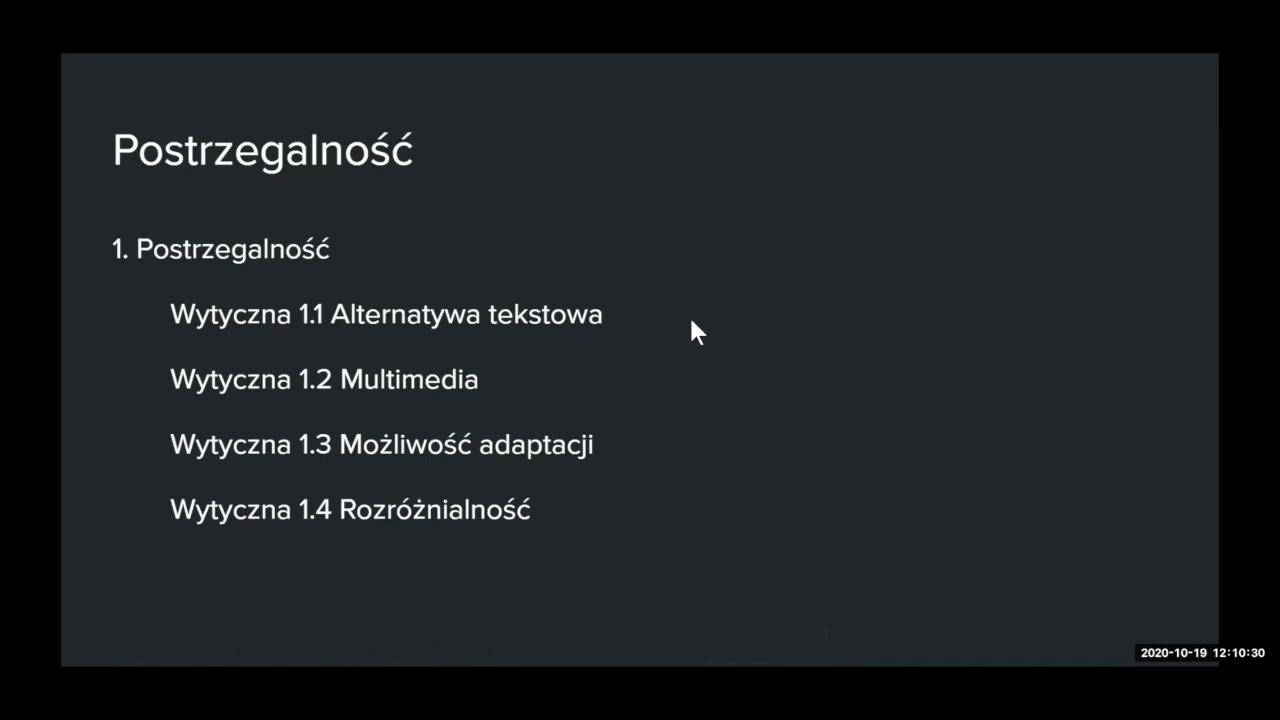 Postrzegalność
1. Postrzegalność
Wytyczna 1.1 Alternatywa tekstowa
Wytyczna 1.2 Multimedia
Wytyczna 1.3 Możliwość adaptacji
Wytyczna 1.4 Rozróżnialność
2020-10-19 12:10:30